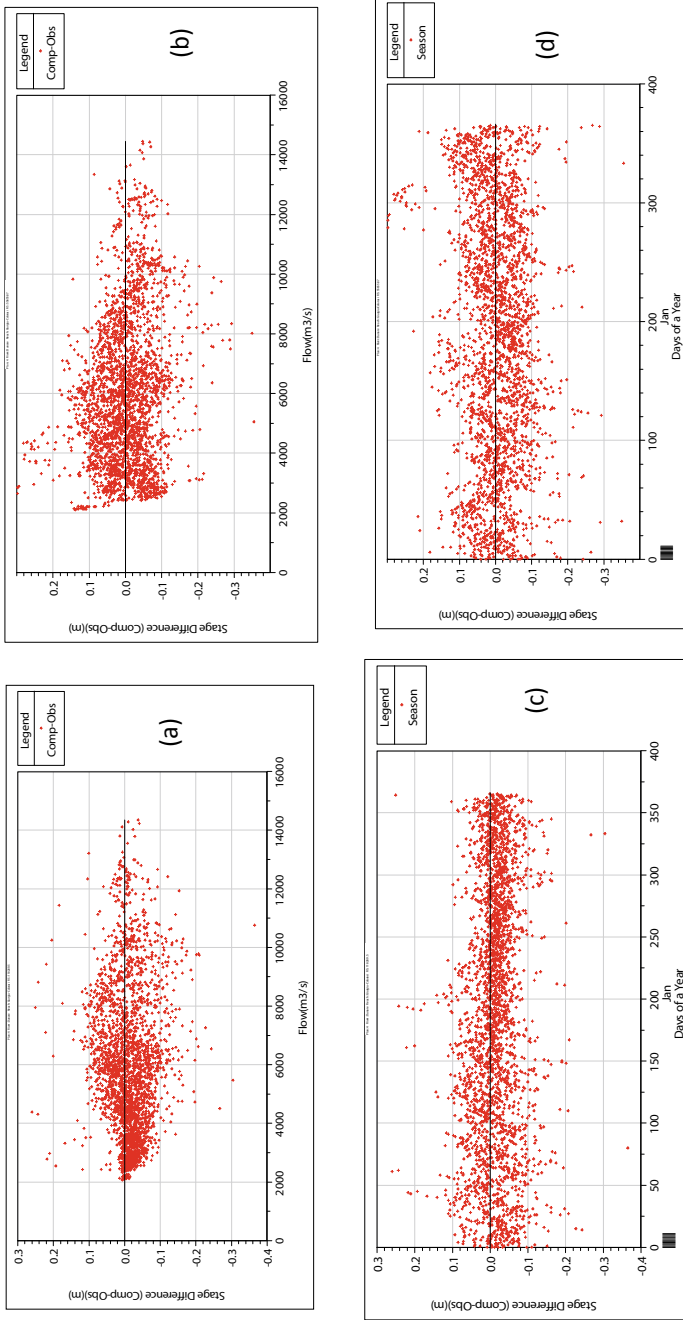 Legend
Comp-Obs
(a)
0.3
0.2
0.1
0.0
-0.1
-0.2
-0.3
-0.4
Stage Difference (Comp-Obs)(m)
0
2000
4000
6000
8000
10000
12000
14000
16000
Flow(m3/s)
Legend
Comp-Obs
(b)
0.2
0.1
0.0
-0.1
-0.2
-0.3
Stage Difference (Comp-Obs)(m)
0
2000
4000
6000
8000
10000
12000
14000
16000
Flow(m3/s)
Legend
Season
(c)
0.3
0.2
0.1
0.0
-0.1
-0.2
-0.3
-0.4
Stage Difference (Comp-Obs)(m)
0
50
100
150
200
250
300
350
400
Jan
Days of a Year
Legend
Season
(d)
0.2
0.1
0.0
-0.1
-0.2
-0.3
Stage Difference (Comp-Obs)(m)
0
100
200
300
400
Jan
Days of a Year